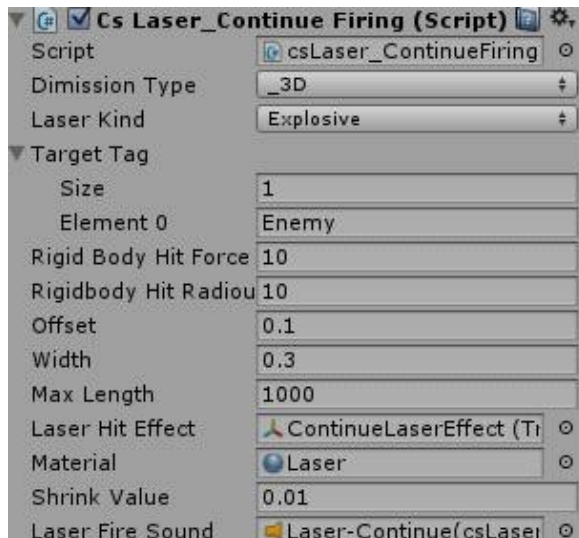 Cs Laser_Continue Firing (Script)
Script csLaser_ContinueFiring
Dimission Type _3D
Laser Kind Explosive
Target Tag
Size 1
Element 0 Enemy
Rigid Body Hit Force 10
Rigidbody Hit Radiou 10
Offset 0.1
Width 0.3
Max Length 1000
Laser Hit Effect ContinueLaserEffect (Tr
Material Laser
Shrink Value 0.01
Laser Fire Sound Laser-Continue(csLaser